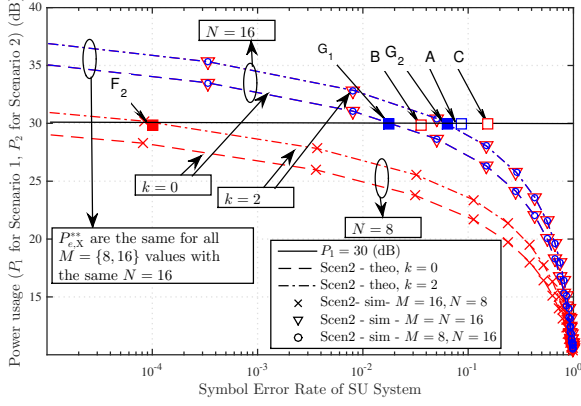 Power usage (P₁ for Scenario 1, P₂ for Scenario 2) (dB)
40
35
30
25
20
15
N = 16
G₁
B
G₂
A
C
F₂
k = 0
k = 2
N = 8
P**ₑ,X are the same for all
M = {8, 16} values with
the same N = 16
P₁ = 30 (dB)
Scen2 - theo, k = 0
Scen2 - theo, k = 2
Scen2- sim- M = 16, N = 8
Scen2 - sim - M = N = 16
Scen2 - sim - M = 8, N = 16
10⁻⁴
10⁻³
10⁻²
10⁻¹
10⁰
Symbol Error Rate of SU System